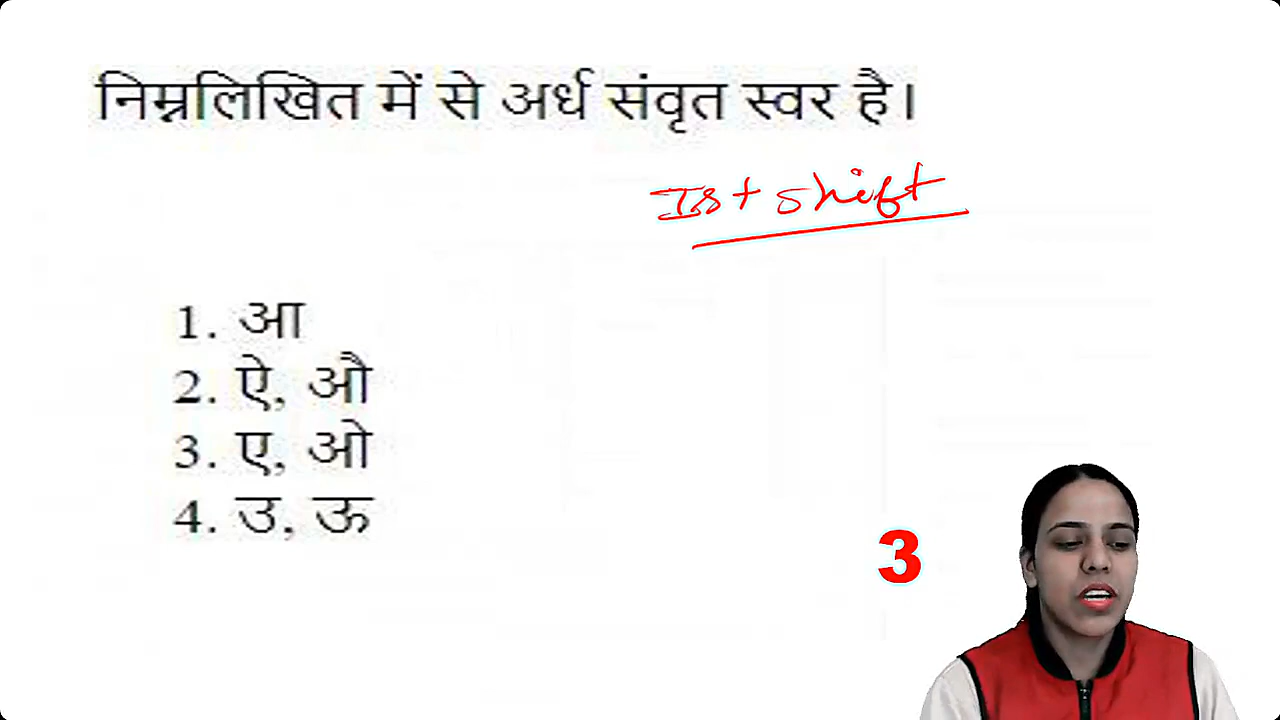 निम्नलिखित में से अर्ध संवृत स्वर है।
Ist shift
1. आ
2. ऐ, औ
3. ए, ओ
4. उ, ऊ
3